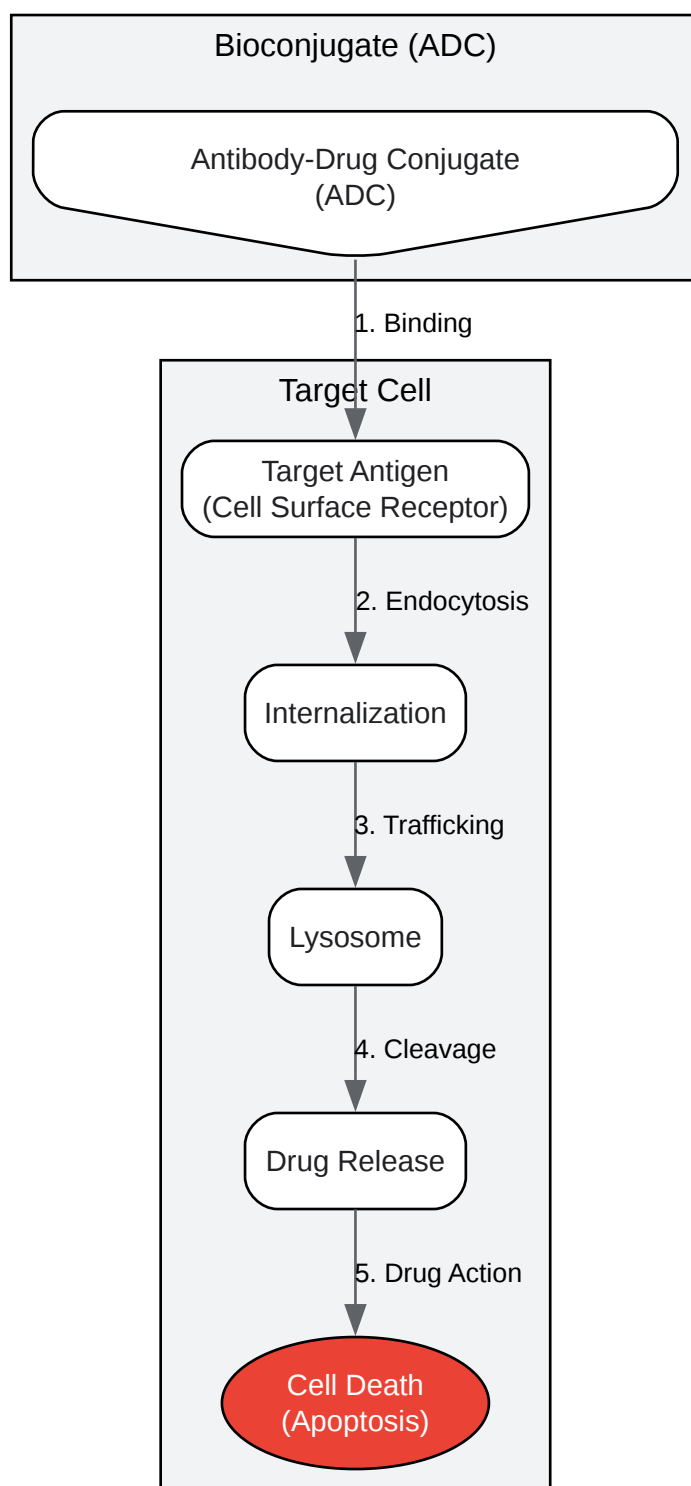 Bioconjugate (ADC)
Antibody-Drug Conjugate
(ADC)
1. Binding
Target Cell
Target Antigen
(Cell Surface Receptor)
2. Endocytosis
Internalization
3. Trafficking
Lysosome
4. Cleavage
Drug Release
5. Drug Action
Cell Death
(Apoptosis)